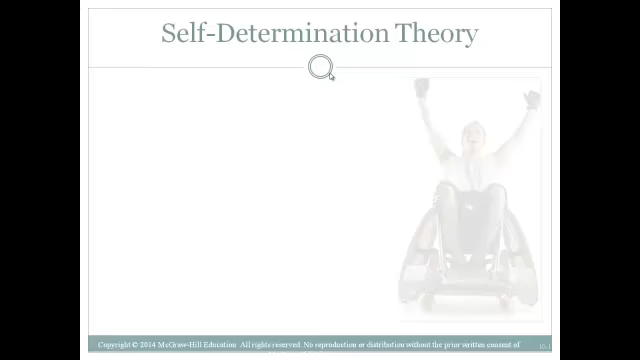 Self-Determination Theory
Copyright © 2014 McGraw-Hill Education. All rights reserved. No reproduction or distribution without the prior written consent of